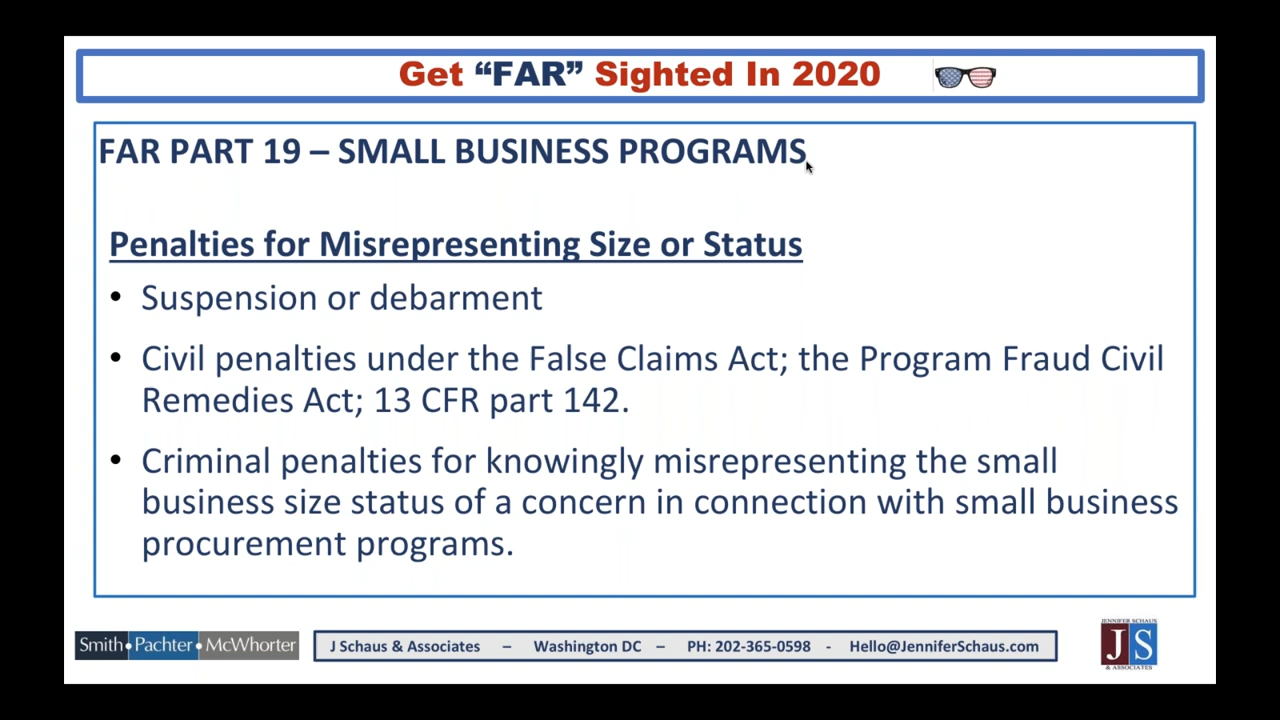 Get “FAR” Sighted In 2020
FAR PART 19 – SMALL BUSINESS PROGRAMS
Penalties for Misrepresenting Size or Status
• Suspension or debarment
• Civil penalties under the False Claims Act; the Program Fraud Civil
Remedies Act; 13 CFR part 142.
• Criminal penalties for knowingly misrepresenting the small
business size status of a concern in connection with small business
procurement programs.
Smith•Pachter•McWhorter
J Schaus & Associates – Washington DC – PH: 202-365-0598 - Hello@JenniferSchaus.com
JENNIFER SCHAUS
JS
& ASSOCIATES